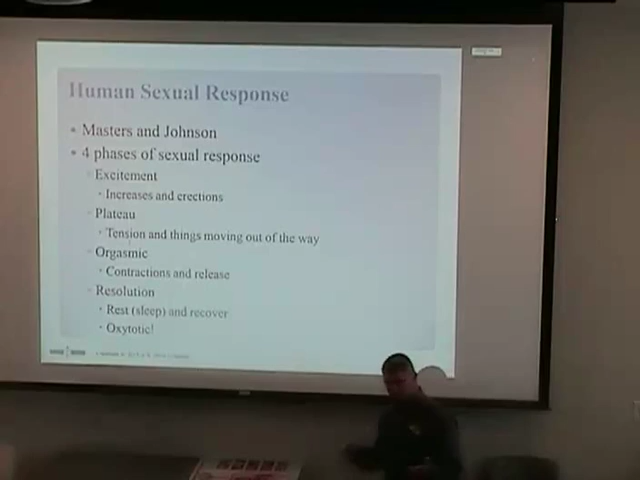 Human Sexual Response
• Masters and Johnson
• 4 phases of sexual response
– Excitement
• Increases and erections
– Plateau
• Tension and things moving out of the way
– Orgasmic
• Contractions and release
– Resolution
• Rest (sleep) and recover
• Oxytotic!